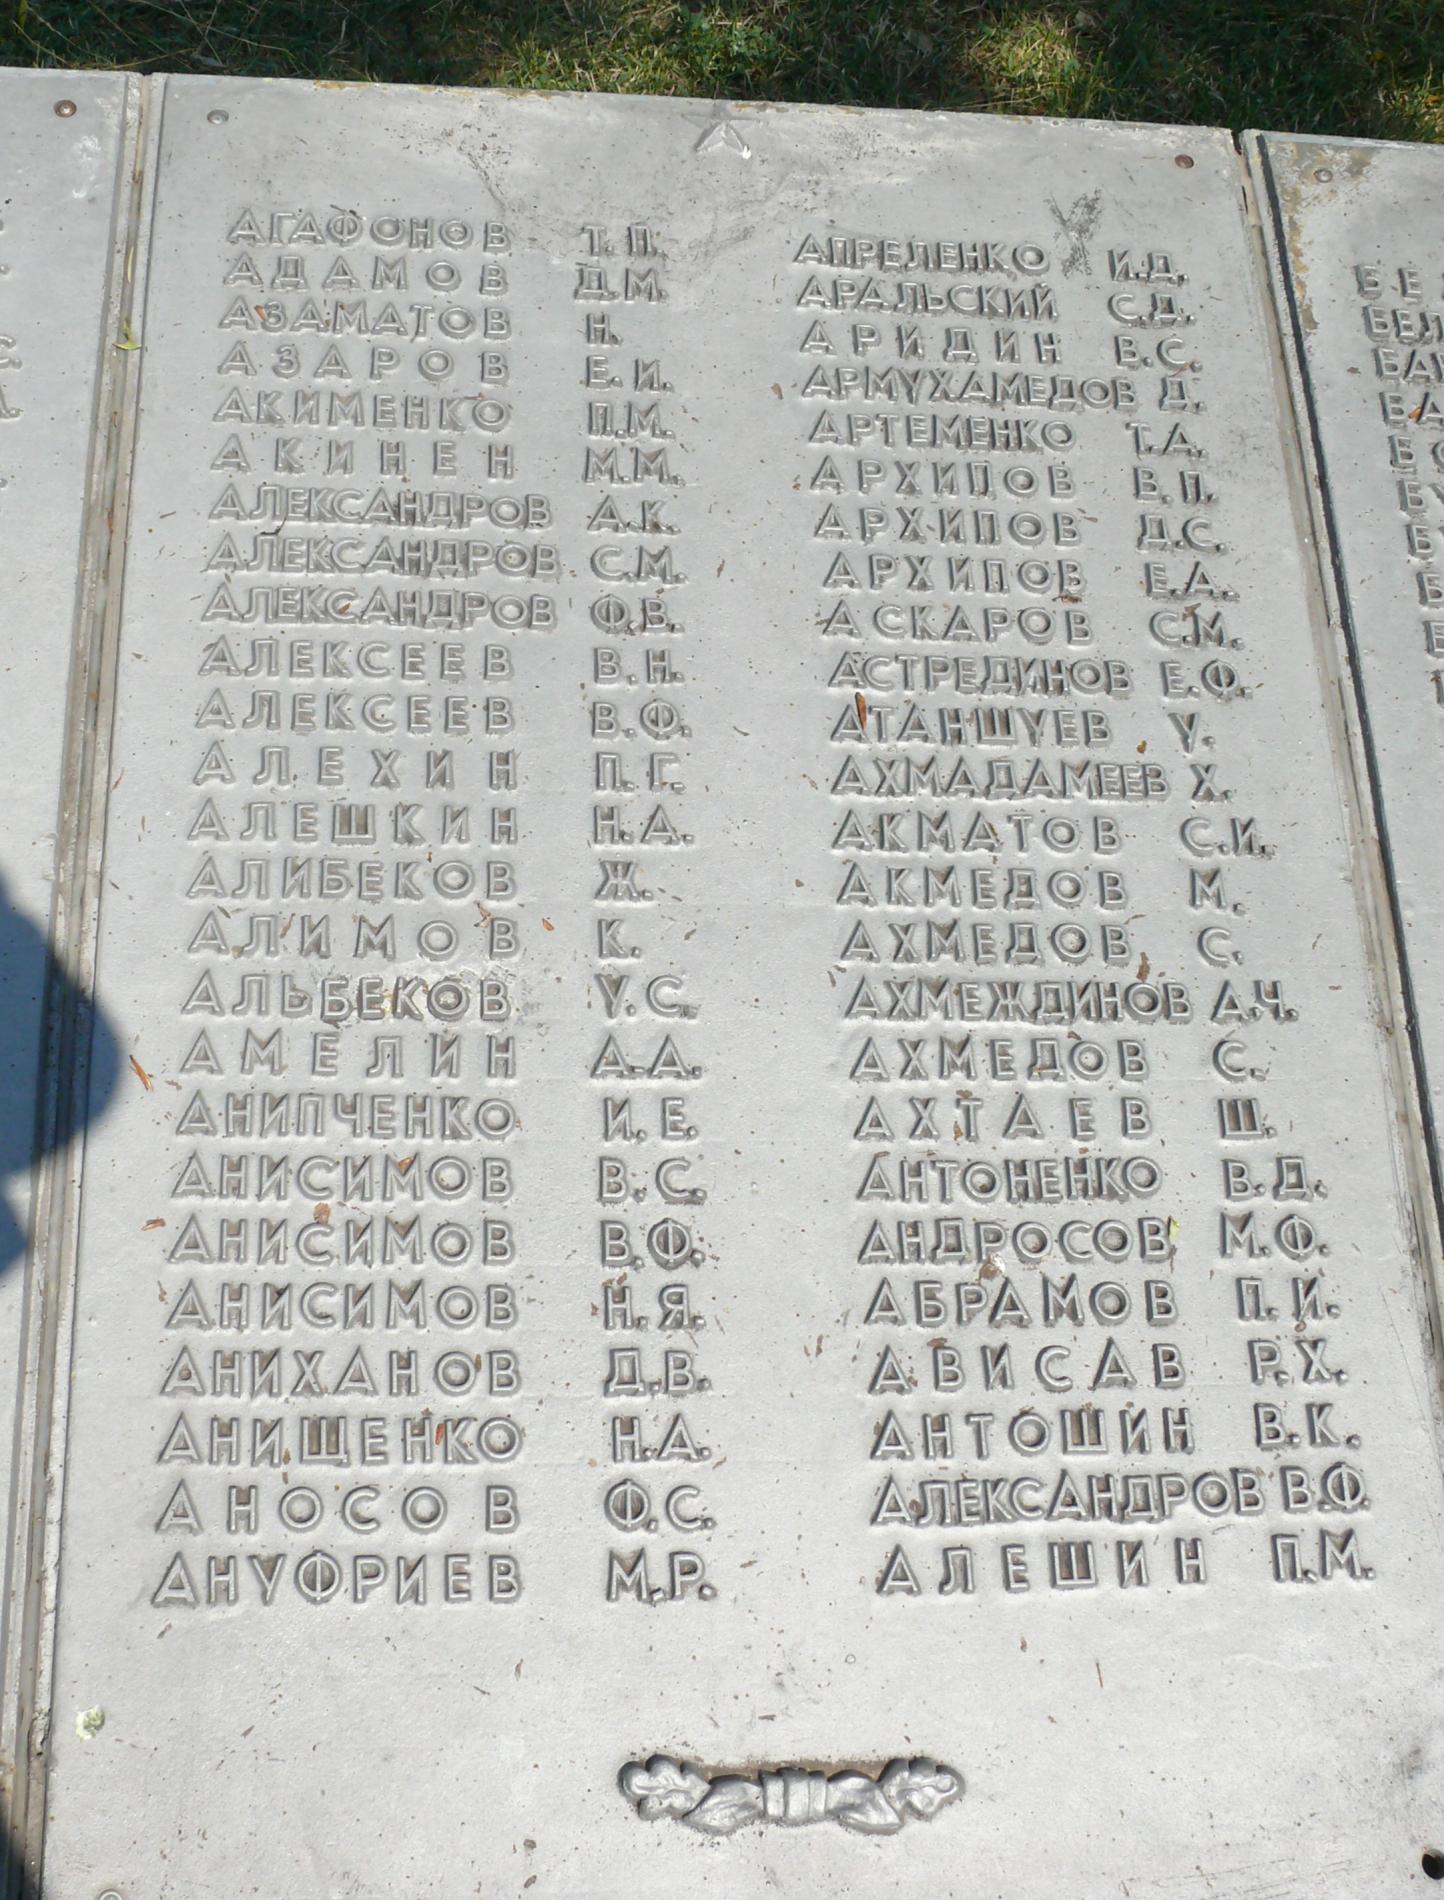 АГАФОНОВ Т. П.
АДАМОВ Д.М.
АЗАМАТОВ Н.
АЗАРОВ Е. И.
АКИМЕНКО П.М.
АКИНЕН М.М.
АЛЕКСАНДРОВ А.К.
АЛЕКСАНДРОВ С.М.
АЛЕКСАНДРОВ Ф.В.
АЛЕКСЕЕВ В. Н.
АЛЕКСЕЕВ В.Ф.
АЛЕХИН П. Г.
АЛЕШКИН Н.А.
АЛИБЕКОВ Ж.
АЛИМОВ К.
АЛЬБЕКОВ У.С.
АМЕЛИН А.А.
АНИПЧЕНКО И. Е.
АНИСИМОВ В. С.
АНИСИМОВ В.Ф.
АНИСИМОВ Н.Я.
АНИХАНОВ Д.В.
АНИЩЕНКО Н.А.
АНОСОВ Ф.С.
АНУФРИЕВ М.Р.
АПРЕЛЕНКО И.Д.
АРАЛЬСКИЙ С.Д.
АРИДИН В.С.
АРМУХАМЕДОВ Д.
АРТЕМЕНКО Т.А.
АРХИПОВ В.П.
АРХИПОВ Д.С.
АРХИПОВ Е.А.
АСКАРОВ С.М.
АСТРЕДИНОВ Е.Ф.
АТАНШУЕВ У.
АХМАДАМЕЕВ Х.
АКМАТОВ С.И.
АКМЕДОВ М.
АХМЕДОВ С.
АХМЕЖДИНОВ А.Ч.
АХМЕДОВ С.
АХТАЕВ Ш.
АНТОНЕНКО В.Д.
АНДРОСОВ М.Ф.
АБРАМОВ П. И.
АВИСАВ Р.Х.
АНТОШИН В.К.
АЛЕКСАНДРОВ В.Ф.
АЛЕШИН П.М.